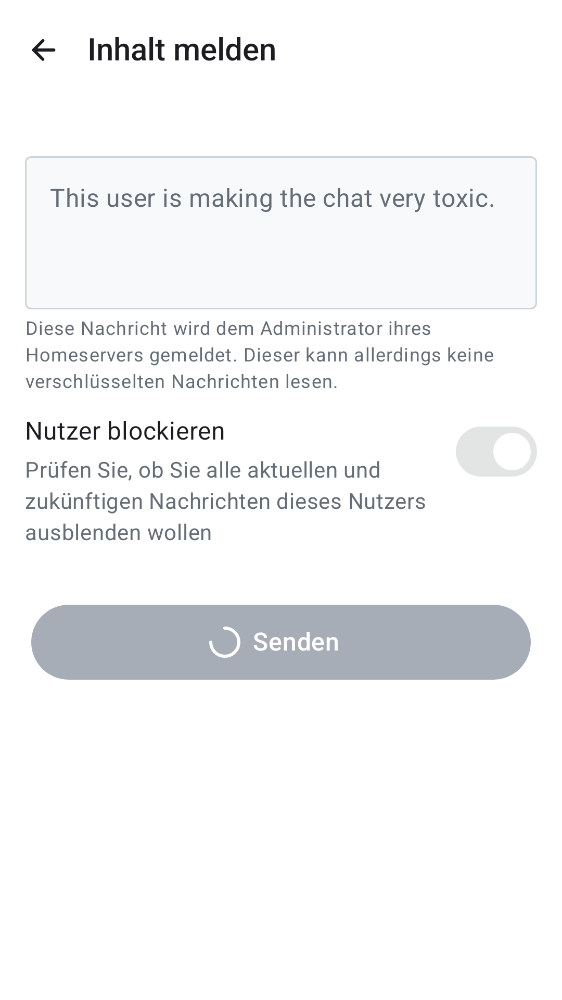 Inhalt melden
This user is making the chat very toxic.
Diese Nachricht wird dem Administrator ihres
Homeservers gemeldet. Dieser kann allerdings keine
verschlüsselten Nachrichten lesen.
Nutzer blockieren
Prüfen Sie, ob Sie alle aktuellen und
zukünftigen Nachrichten dieses Nutzers
ausblenden wollen
Senden